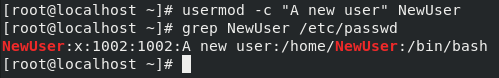 [root@localhost ~]# usermod -c "A new user" NewUser
[root@localhost ~]# grep NewUser /etc/passwd
NewUser:x:1002:1002:A new user:/home/NewUser:/bin/bash
[root@localhost ~]#